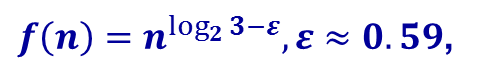 f(n) = n^{log₂ 3−ε}, ε ≈ 0.59,